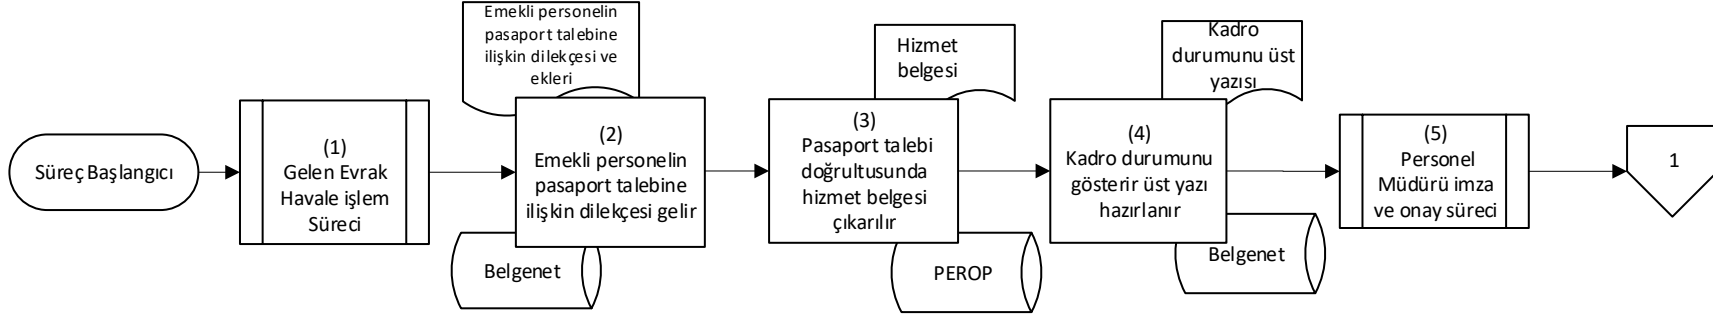 Süreç Başlangıcı
(1)
Gelen Evrak
Havale işlem
Süreci
Emekli personelin
pasaport talebine
ilişkin dilekçesi ve
ekleri
(2)
Emekli personelin
pasaport talebine
ilişkin dilekçesi gelir
Belgenet
Hizmet
belgesi
(3)
Pasaport talebi
doğrultusunda
hizmet belgesi
çıkarılır
PEROP
Kadro
durumunu üst
yazısı
(4)
Kadro durumunu
gösterir üst yazı
hazırlanır
Belgenet
(5)
Personel
Müdürü imza
ve onay süreci
1